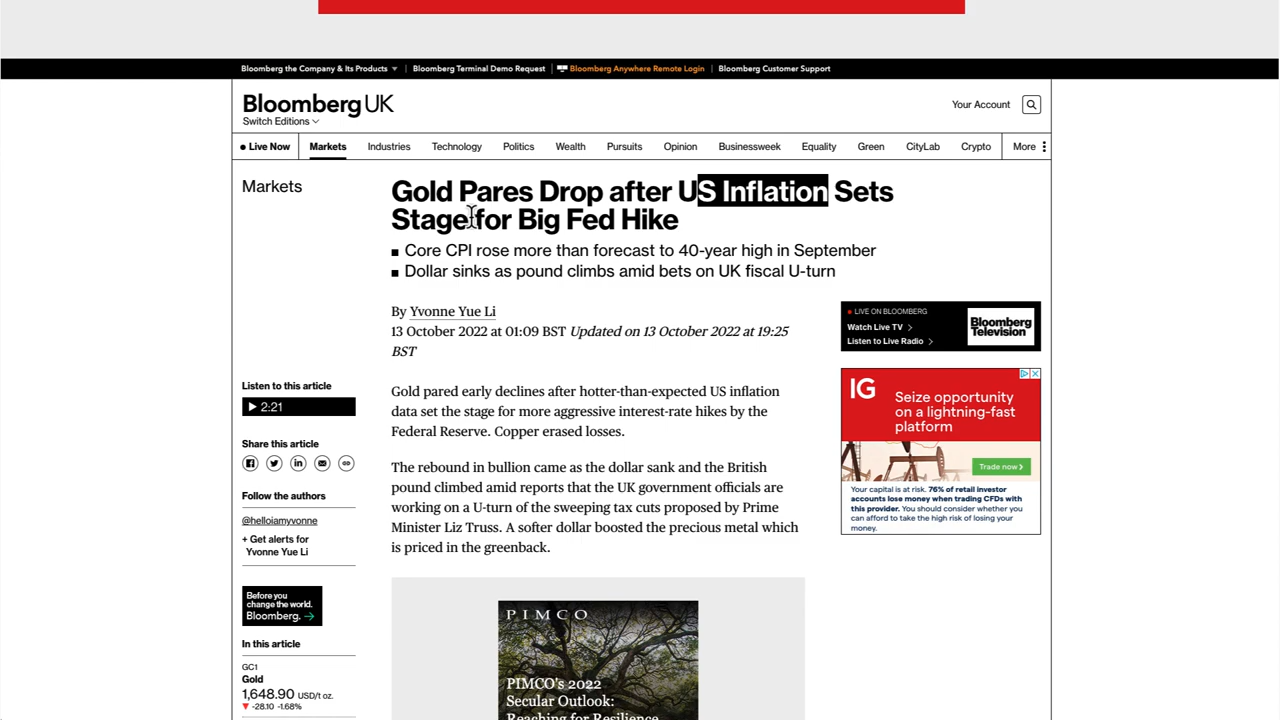 Bloomberg the Company & Its Products
Bloomberg Terminal Demo Request
Bloomberg Anywhere Remote Login
Bloomberg Customer Support
Bloomberg UK
Switch Editions
Your Account
Live Now
Markets
Industries
Technology
Politics
Wealth
Pursuits
Opinion
Businessweek
Equality
Green
CityLab
Crypto
More
Markets
Gold Pares Drop after US Inflation Sets
Stage for Big Fed Hike
Core CPI rose more than forecast to 40-year high in September
Dollar sinks as pound climbs amid bets on UK fiscal U-turn
By Yvonne Yue Li
13 October 2022 at 01:09 BST Updated on 13 October 2022 at 19:25
BST
Listen to this article
2:21
Share this article
Follow the authors
@helloiamyvonne
+ Get alerts for
Yvonne Yue Li
Before you
change the world.
Bloomberg.
In this article
GC1
Gold
1,648.90 USD/t oz.
-28.10 -1.68%
Gold pared early declines after hotter-than-expected US inflation
data set the stage for more aggressive interest-rate hikes by the
Federal Reserve. Copper erased losses.
The rebound in bullion came as the dollar sank and the British
pound climbed amid reports that the UK government officials are
working on a U-turn of the sweeping tax cuts proposed by Prime
Minister Liz Truss. A softer dollar boosted the precious metal which
is priced in the greenback.
PIMCO
PIMCO's 2022
Secular Outlook:
Reaching for Resilience
LIVE ON BLOOMBERG
Watch Live TV
Listen to Live Radio
Bloomberg
Television
IG
Seize opportunity
on a lightning-fast
platform
Trade now
Your capital is at risk. 76% of retail investor
accounts lose money when trading CFDs with
this provider. You should consider whether you
can afford to take the high risk of losing your
money.